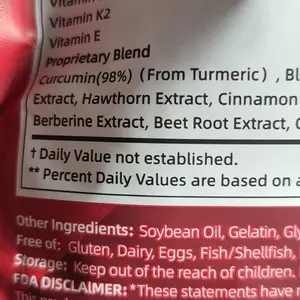 Vitamin
Vitamin K2
Vitamin E
Proprietary Blend
Curcumin(98%) (From Turmeric) ,
Extract, Hawthorn Extract, Cinnamon
Berberine Extract, Beet Root Extract,
† Daily Value not established.
** Percent Daily Values are based on
Other Ingredients: Soybean Oil, Gelatin,
Free of: Gluten, Dairy, Eggs, Fish/Shellfish,
Storage: Keep out of the reach of children.
FDA DISCLAIMER: *These statements have